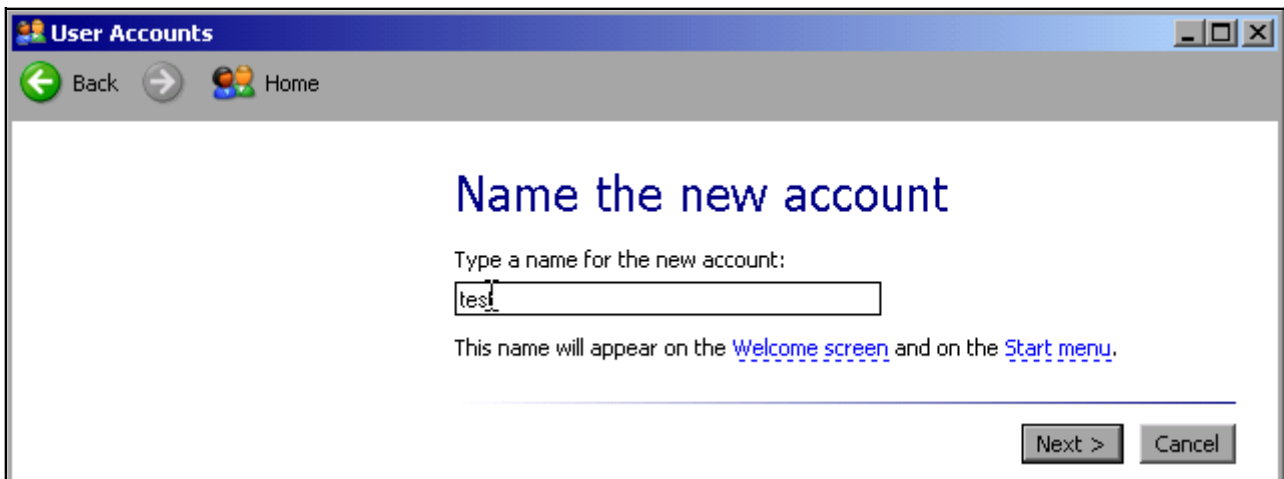 User Accounts
Back Home
Name the new account
Type a name for the new account:
test
This name will appear on the Welcome screen and on the Start menu.
Next > Cancel